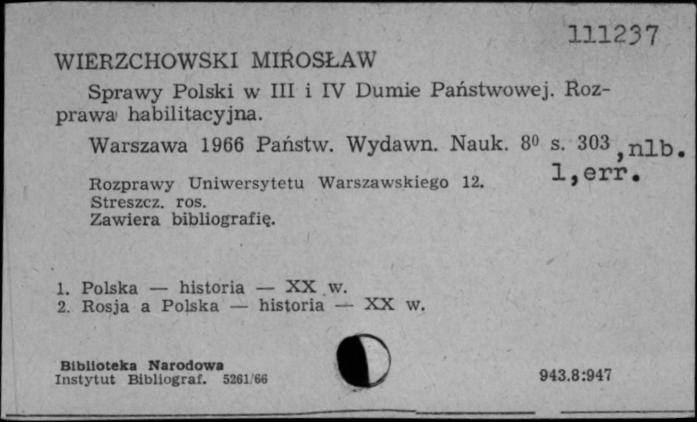 111237
WIERZCHOWSKI MIROSŁAW
Sprawy Polski w III i IV Dumie Państwowej. Roz-
prawa habilitacyjna.
Warszawa 1966 Państw. Wydawn. Nauk. 8⁰ s. 303, nlb.
1, err.
Rozprawy Uniwersytetu Warszawskiego 12.
Streszcz. ros.
Zawiera bibliografię.
1. Polska — historia — XX w.
2. Rosja a Polska — historia — XX w.
Biblioteka Narodowa
Instytut Bibliograf. 5261/66
943.8:947